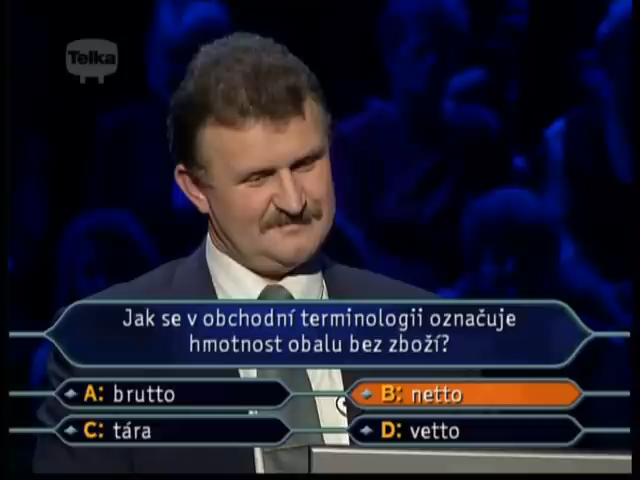 Telka
Jak se v obchodní terminologii označuje
hmotnost obalu bez zboží?
A: brutto
B: netto
C: tára
D: vetto